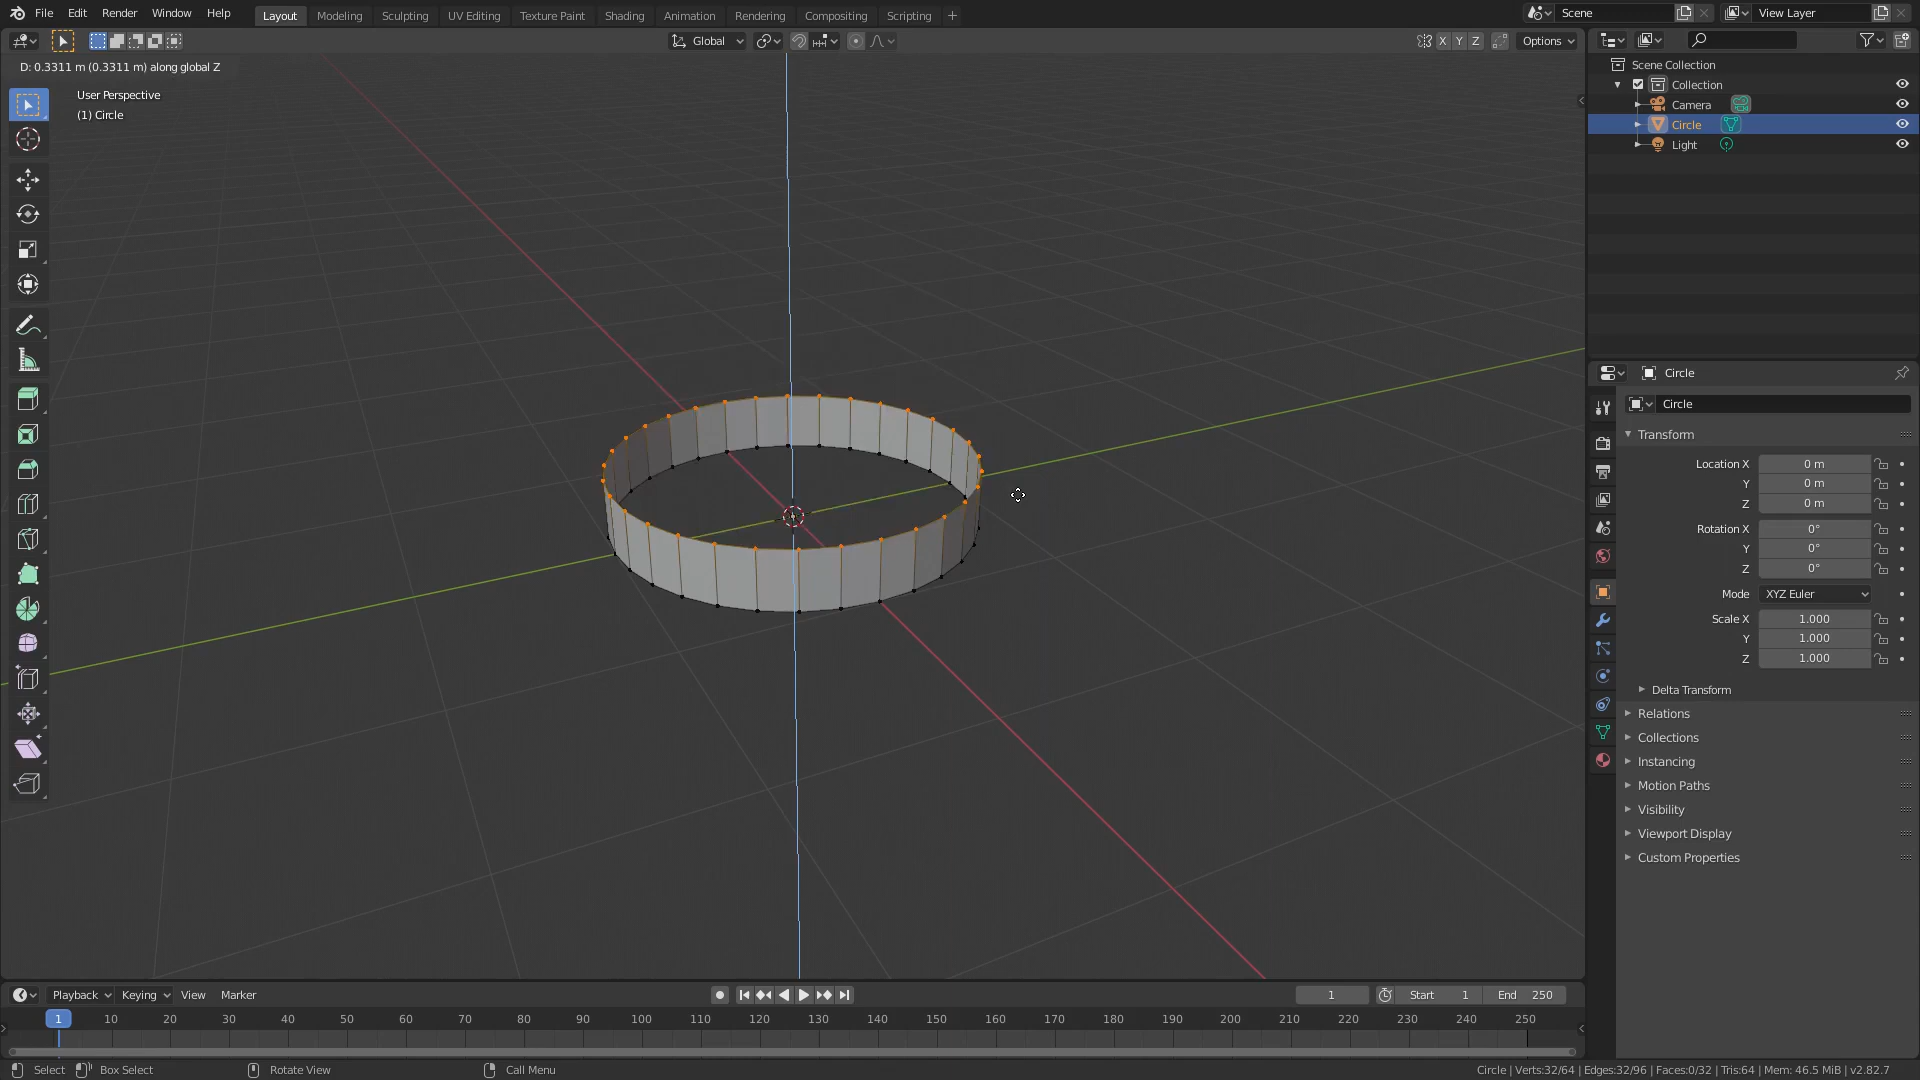 File Edit Render Window Help Layout Modeling Sculpting UV Editing Texture Paint Shading Animation Rendering Compositing Scripting + Scene View Layer
Global X Y Z Options
D: 0.3311 m (0.3311 m) along global Z
User Perspective
(1) Circle
Scene Collection
Collection
Camera
Circle
Light
Circle
Circle
Transform
Location X 0 m
Y 0 m
Z 0 m
Rotation X 0°
Y 0°
Z 0°
Mode XYZ Euler
Scale X 1.000
Y 1.000
Z 1.000
Delta Transform
Relations
Collections
Instancing
Motion Paths
Visibility
Viewport Display
Custom Properties
Playback Keying View Marker 1 Start 1 End 250
1 10 20 30 40 50 60 70 80 90 100 110 120 130 140 150 160 170 180 190 200 210 220 230 240 250
Select Box Select Rotate View Call Menu Circle | Verts:32/64 | Edges:32/96 | Faces:0/32 | Tris:64 | Mem: 46.5 MiB | v2.82.7